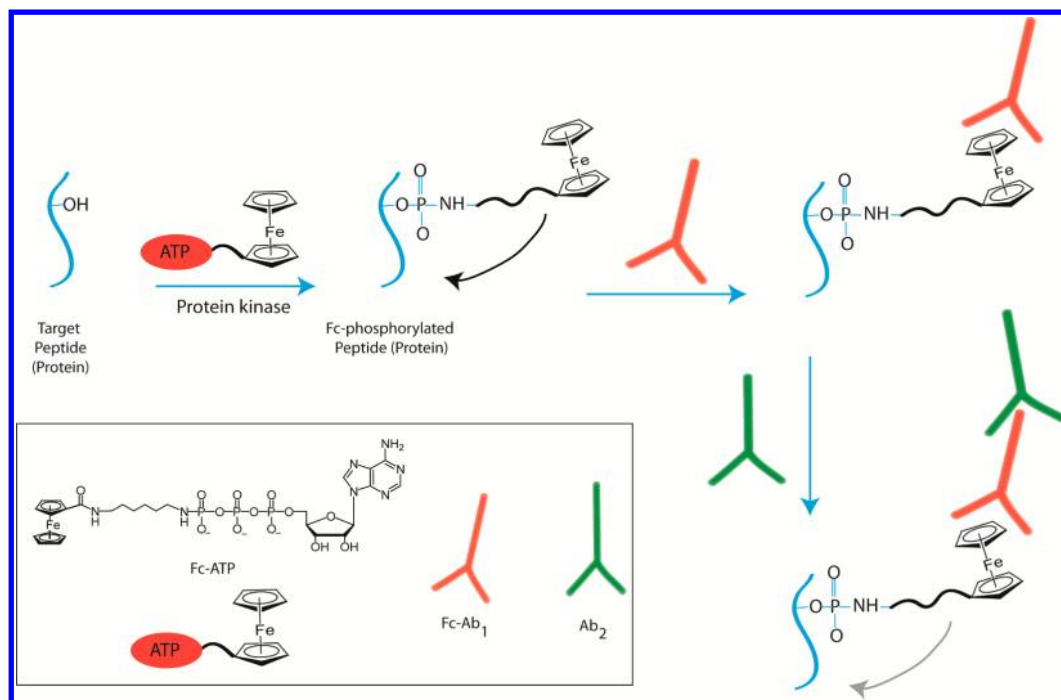 OH
ATP
Fe
Protein kinase
Target
Peptide
(Protein)
O
O
P
NH
O
Fe
Fc-phosphorylated
Peptide (Protein)
O
O
P
NH
O
Fe
O
N
H
Fe
N
H
O
P
O–
O
O
P
O–
O
O
P
O–
O
O
NH2
N
N
N
N
OH
OH
Fc-ATP
ATP
Fe
Fc-Ab1
Ab2
O
O
P
NH
O
Fe